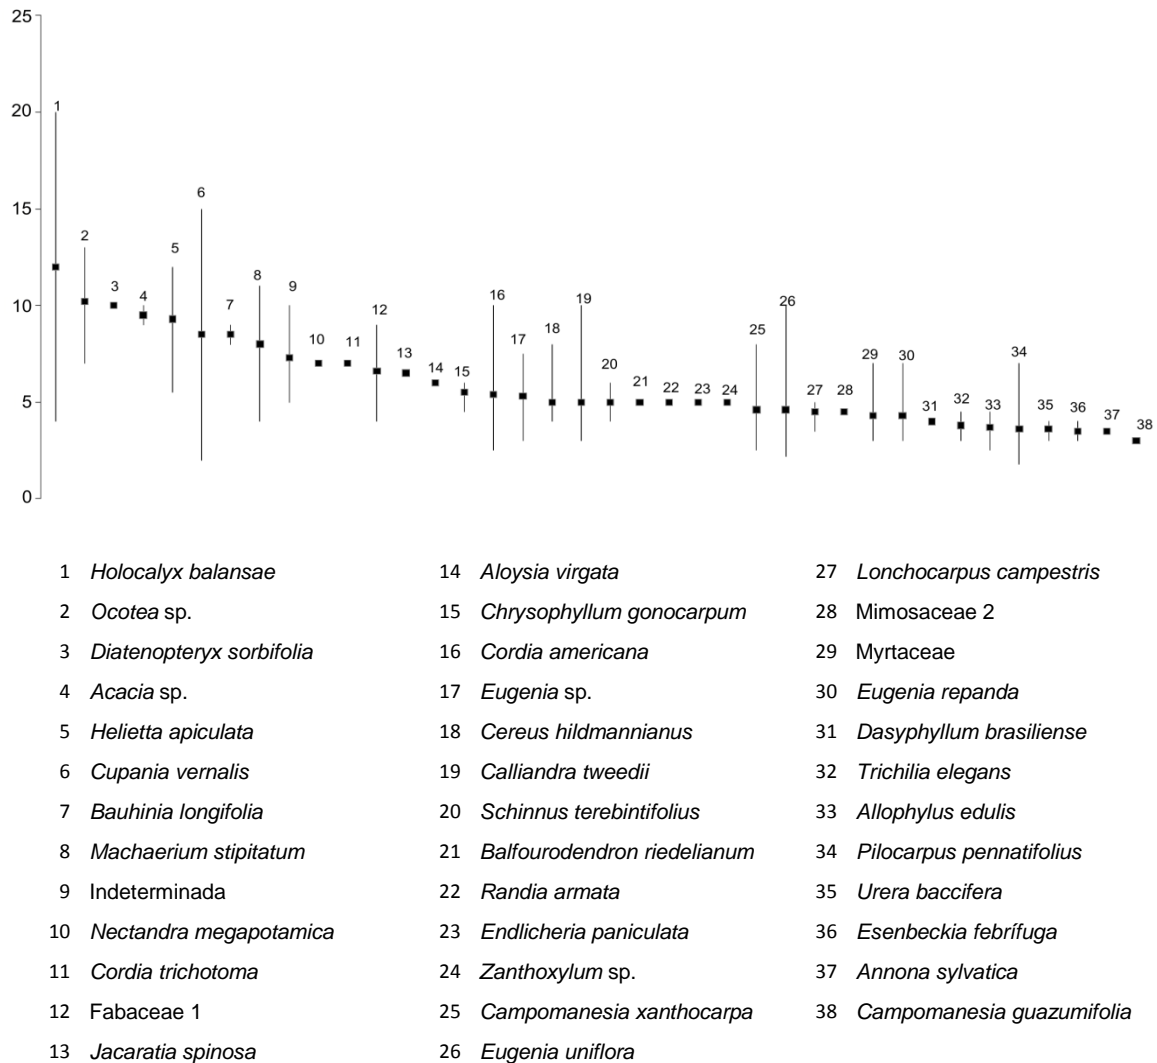 25
20
15
10
5
0
1
2
3
4
5
6
7
8
9
10
11
12
13
14
15
16
17
18
19
20
21
22
23
24
25
26
27
28
29
30
31
32
33
34
35
36
37
38
1 Holocalyx balansae
2 Ocotea sp.
3 Diatenopteryx sorbifolia
4 Acacia sp.
5 Helietta apiculata
6 Cupania vernalis
7 Bauhinia longifolia
8 Machaerium stipitatum
9 Indeterminada
10 Nectandra megapotamica
11 Cordia trichotoma
12 Fabaceae 1
13 Jacaratia spinosa
14 Aloysia virgata
15 Chrysophyllum gonocarpum
16 Cordia americana
17 Eugenia sp.
18 Cereus hildmannianus
19 Calliandra tweedii
20 Schinnus terebintifolius
21 Balfourodendron riedelianum
22 Randia armata
23 Endlicheria paniculata
24 Zanthoxylum sp.
25 Campomanesia xanthocarpa
26 Eugenia uniflora
27 Lonchocarpus campestris
28 Mimosaceae 2
29 Myrtaceae
30 Eugenia repanda
31 Dasyphyllum brasiliense
32 Trichilia elegans
33 Allophylus edulis
34 Pilocarpus pennatifolius
35 Urera baccifera
36 Esenbeckia febrífuga
37 Annona sylvatica
38 Campomanesia guazumifolia